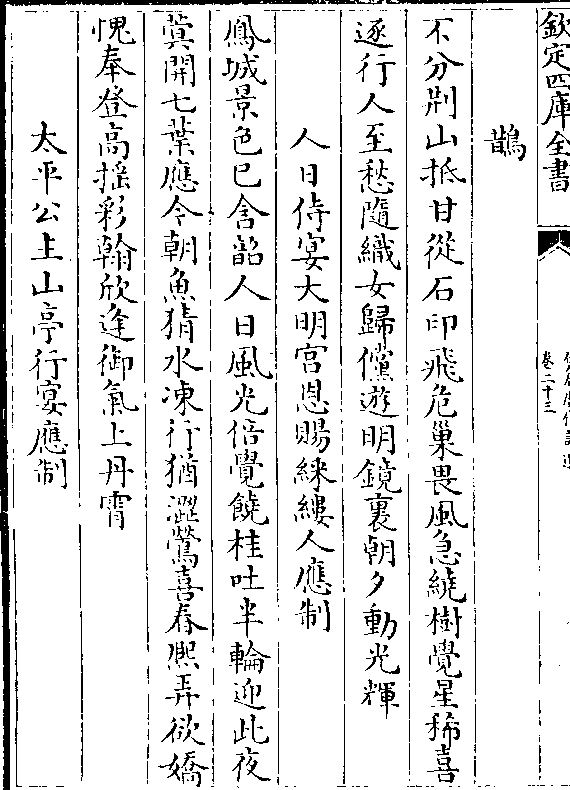 欽定四庫全書
卷二十三
鵲
不分荆山抵甘從石印飛危巢畏風急繞樹覺星稀喜
逐行人至愁隨織女歸儻遊明鏡裏朝夕動光輝
人日侍宴大明宫恩賜綵縷人應制
鳳城景色已含韶人日風光倍覺饒桂吐半輪迎此夜
蓂開七葉應今朝魚猜水凍行猶澀鶯喜春熙弄欲嬌
愧奉登高揺彩翰欣逢御氣上丹霄
太平公主山亭侍宴應制